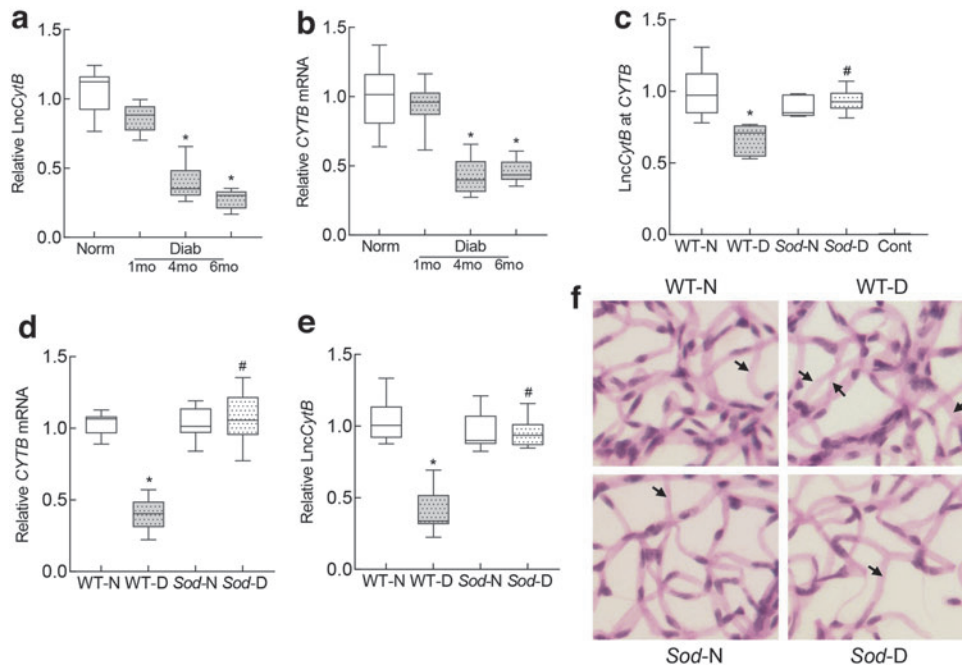 a
Relative LncCytB
1.5
1.0
0.5
0.0
*
*
Norm
Diab
1mo 4mo 6mo
b
Relative CYTB mRNA
1.5
1.0
0.5
0.0
*
*
Norm
Diab
1mo 4mo 6mo
c
LncCytB at CYTB
1.5
1.0
0.5
0.0
*
#
WT-N WT-D Sod-N Sod-D Cont
d
Relative CYTB mRNA
1.5
1.0
0.5
0.0
*
#
WT-N WT-D Sod-N Sod-D
e
Relative LncCytB
1.5
1.0
0.5
0.0
*
#
WT-N WT-D Sod-N Sod-D
f
WT-N WT-D
Sod-N Sod-D